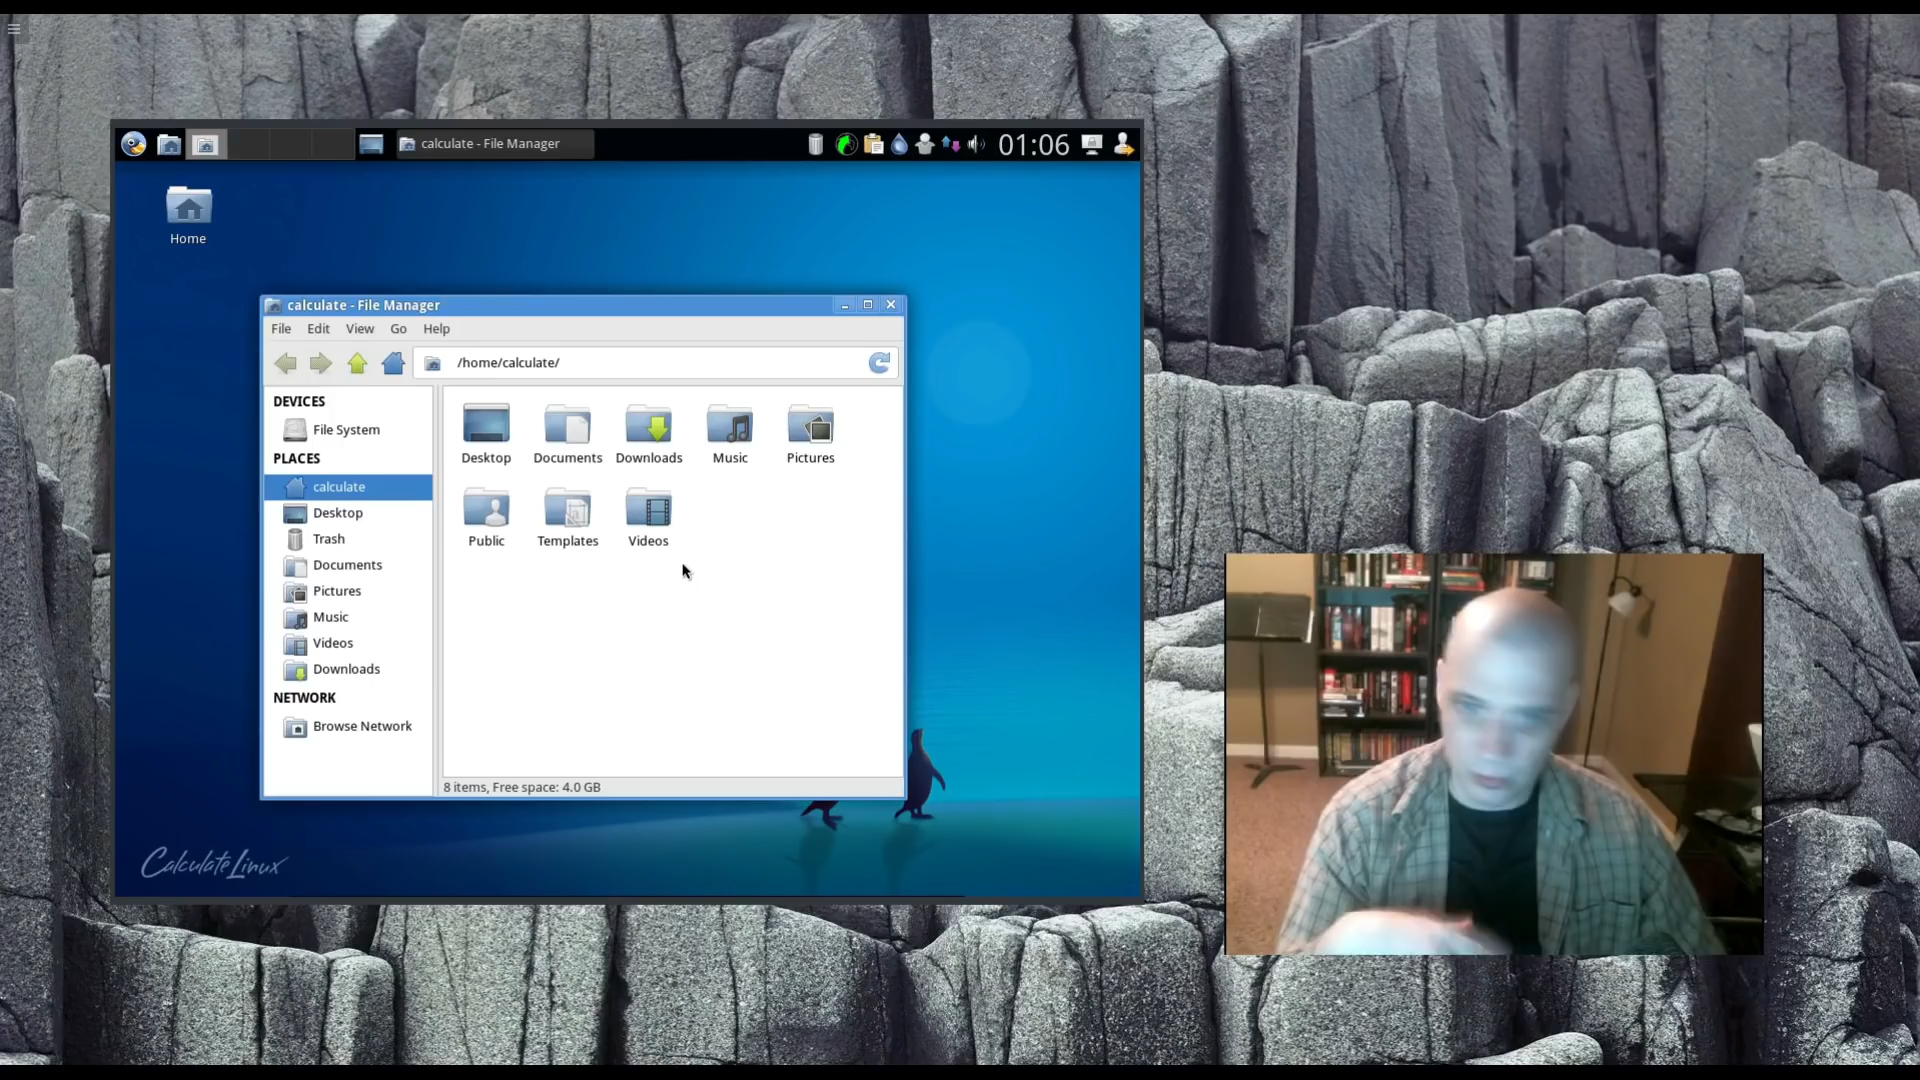 calculate - File Manager
01:06
Home
calculate - File Manager
File Edit View Go Help
/home/calculate/
DEVICES
File System
PLACES
calculate
Desktop
Trash
Documents
Pictures
Music
Videos
Downloads
NETWORK
Browse Network
Desktop Documents Downloads Music Pictures
Public Templates Videos
8 items, Free space: 4.0 GB
Calculate Linux